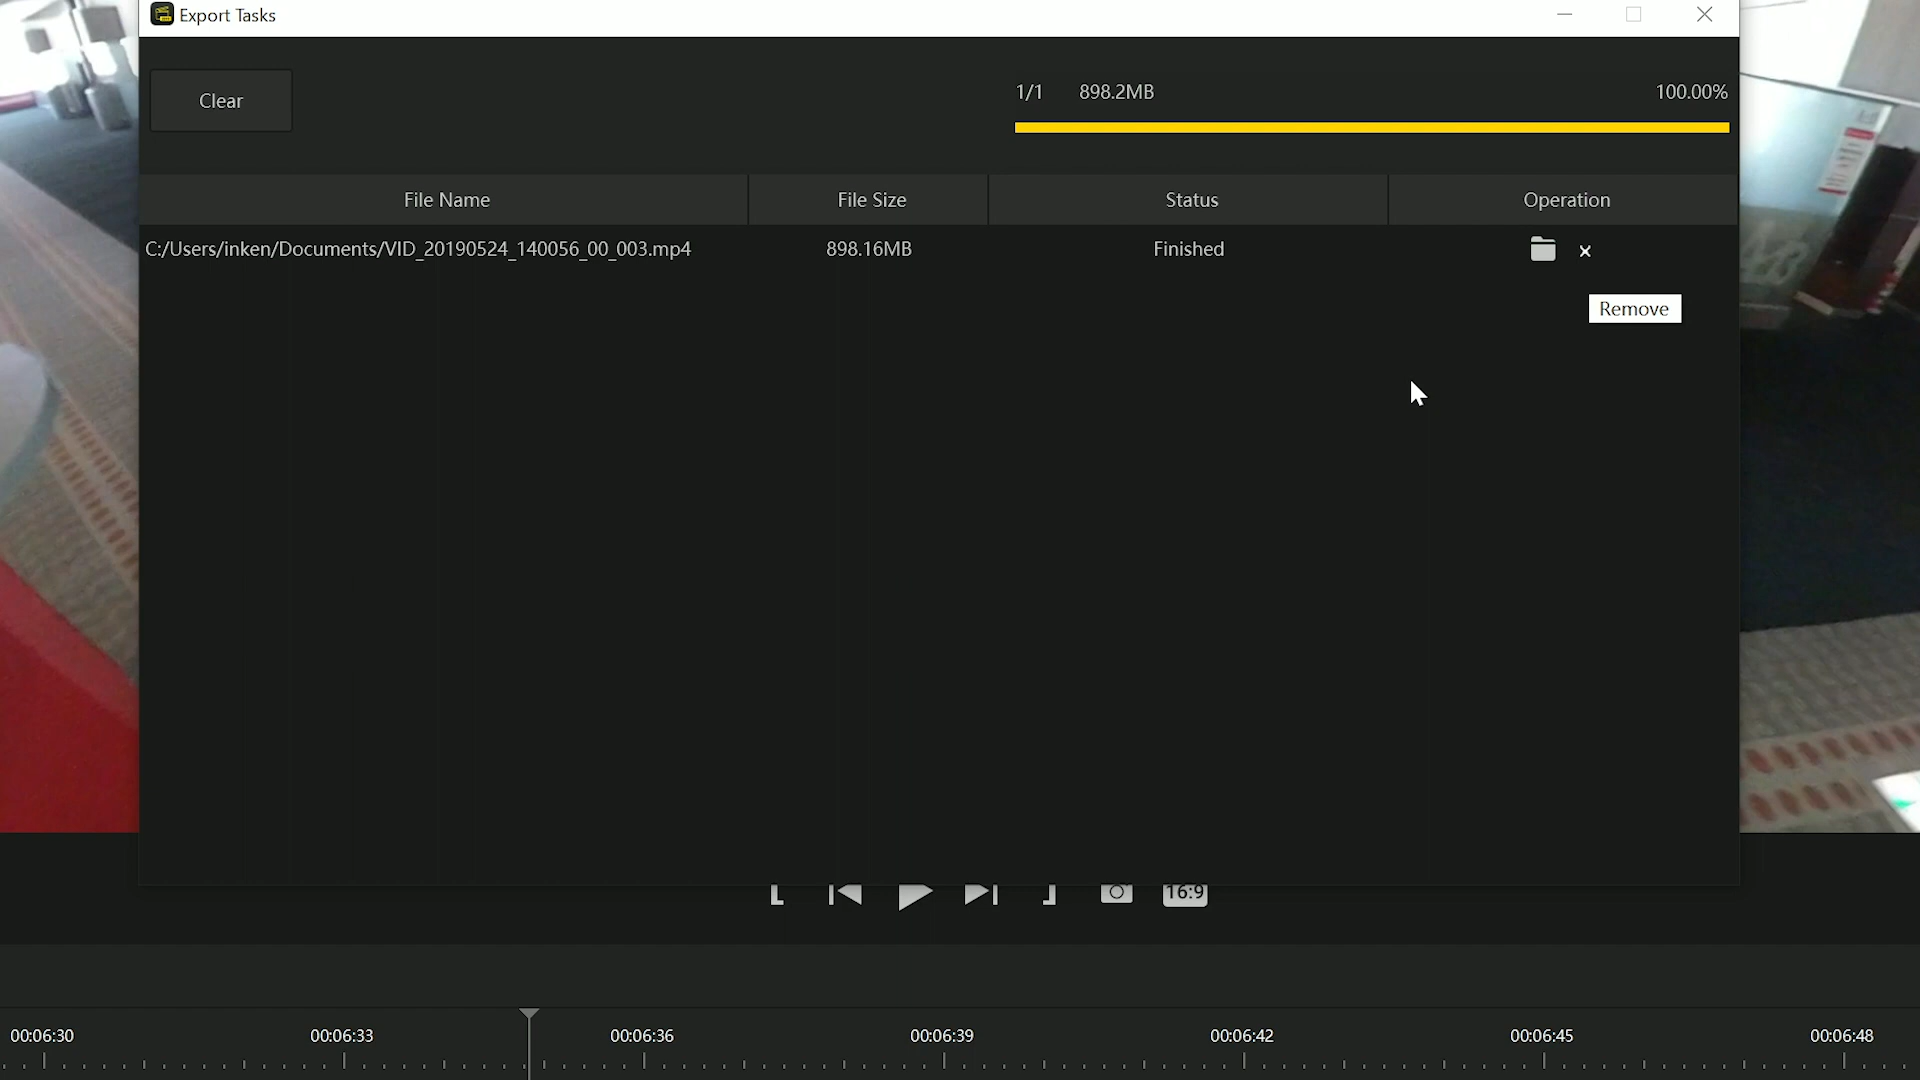 Export Tasks
Clear
1/1 898.2MB 100.00%
File Name File Size Status Operation
C:/Users/inken/Documents/VID_20190524_140056_00_003.mp4 898.16MB Finished
Remove
16:9
00:06:30 00:06:33 00:06:36 00:06:39 00:06:42 00:06:45 00:06:48